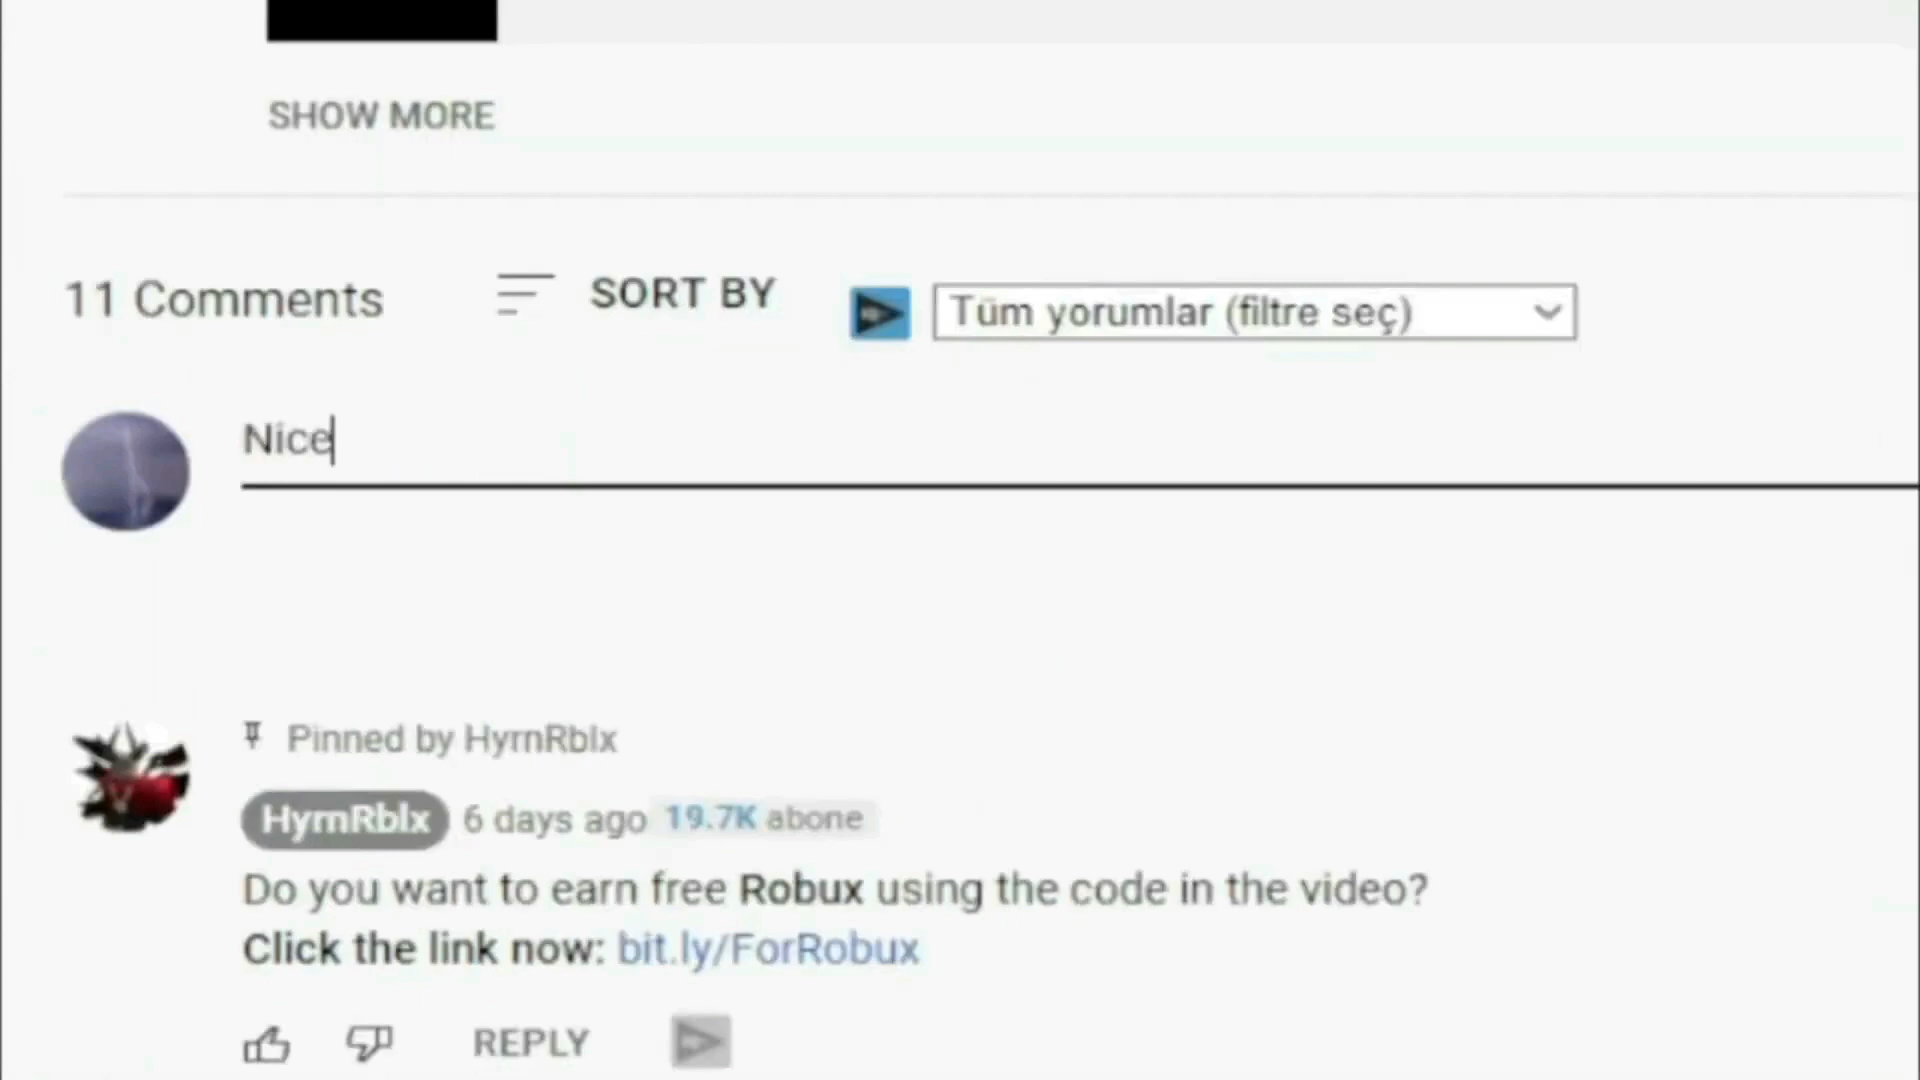 SHOW MORE
11 Comments SORT BY Tüm yorumlar (filtre seç)
Nice
Pinned by HyrnRblx
HyrnRblx 6 days ago 19.7K abone
Do you want to earn free Robux using the code in the video?
Click the link now: bit.ly/ForRobux
REPLY